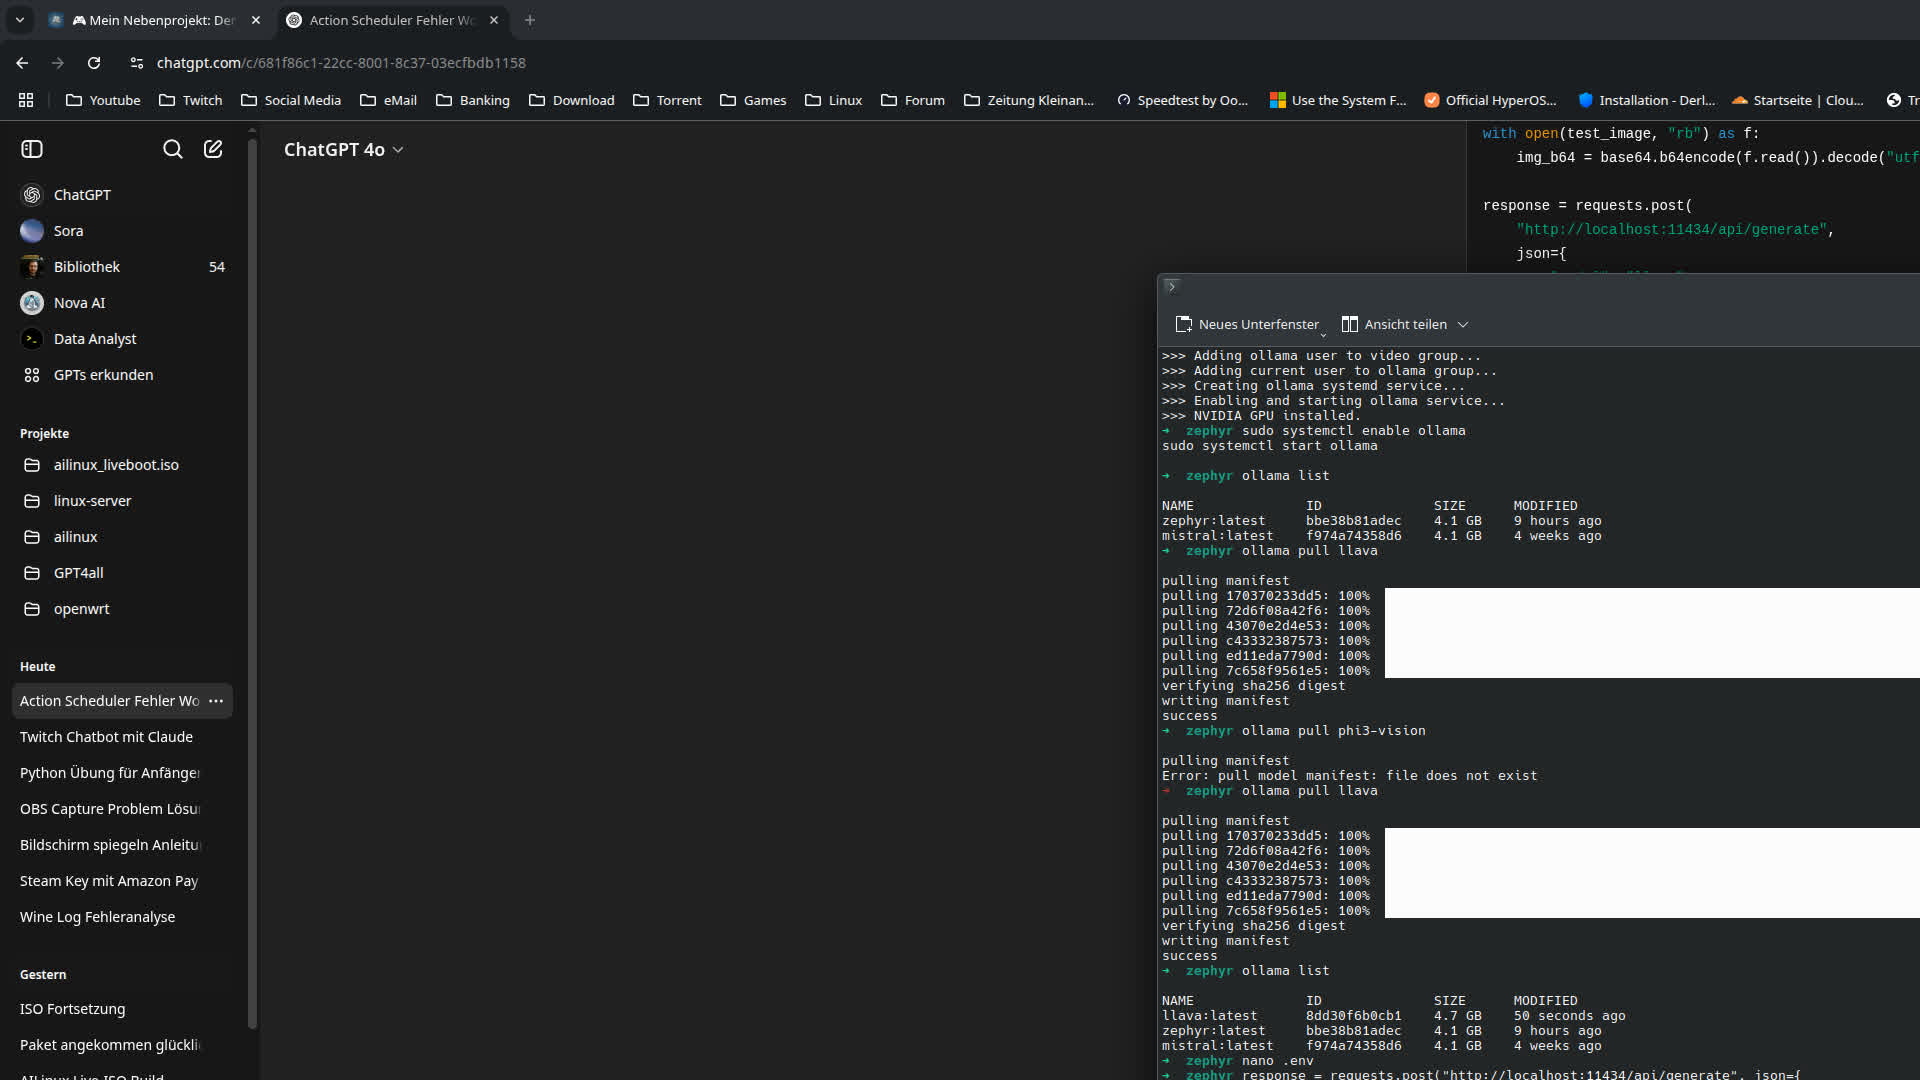 🎮 Mein Nebenprojekt: Der
Action Scheduler Fehler Wo
chatgpt.com/c/681f86c1-22cc-8001-8c37-03ecfbdb1158
Youtube Twitch Social Media eMail Banking Download Torrent Games Linux Forum Zeitung Kleinan... Speedtest by Oo... Use the System F... Official HyperOS... Installation - Derl... Startseite | Clou... Tr
ChatGPT
Sora
Bibliothek 54
Nova AI
Data Analyst
GPTs erkunden
Projekte
ailinux_liveboot.iso
linux-server
ailinux
GPT4all
openwrt
Heute
Action Scheduler Fehler Wo ...
Twitch Chatbot mit Claude
Python Übung für Anfänger
OBS Capture Problem Lösu
Bildschirm spiegeln Anleitu
Steam Key mit Amazon Pay
Wine Log Fehleranalyse
Gestern
ISO Fortsetzung
Paket angekommen glückli
AILinux Live ISO Build
ChatGPT 4o
with open(test_image, "rb") as f:
img_b64 = base64.b64encode(f.read()).decode("utf
response = requests.post(
"http://localhost:11434/api/generate",
json={
Neues Unterfenster Ansicht teilen
>>> Adding ollama user to video group...
>>> Adding current user to ollama group...
>>> Creating ollama systemd service...
>>> Enabling and starting ollama service...
>>> NVIDIA GPU installed.
➜ zephyr sudo systemctl enable ollama
sudo systemctl start ollama
➜ zephyr ollama list
NAME ID SIZE MODIFIED
zephyr:latest bbe38b81adec 4.1 GB 9 hours ago
mistral:latest f974a74358d6 4.1 GB 4 weeks ago
➜ zephyr ollama pull llava
pulling manifest
pulling 170370233dd5: 100%
pulling 72d6f08a42f6: 100%
pulling 43070e2d4e53: 100%
pulling c43332387573: 100%
pulling ed11eda7790d: 100%
pulling 7c658f9561e5: 100%
verifying sha256 digest
writing manifest
success
➜ zephyr ollama pull phi3-vision
pulling manifest
Error: pull model manifest: file does not exist
➜ zephyr ollama pull llava
pulling manifest
pulling 170370233dd5: 100%
pulling 72d6f08a42f6: 100%
pulling 43070e2d4e53: 100%
pulling c43332387573: 100%
pulling ed11eda7790d: 100%
pulling 7c658f9561e5: 100%
verifying sha256 digest
writing manifest
success
➜ zephyr ollama list
NAME ID SIZE MODIFIED
llava:latest 8dd30f6b0cb1 4.7 GB 50 seconds ago
zephyr:latest bbe38b81adec 4.1 GB 9 hours ago
mistral:latest f974a74358d6 4.1 GB 4 weeks ago
➜ zephyr nano .env
➜ zephyr response = requests.post("http://localhost:11434/api/generate", json={